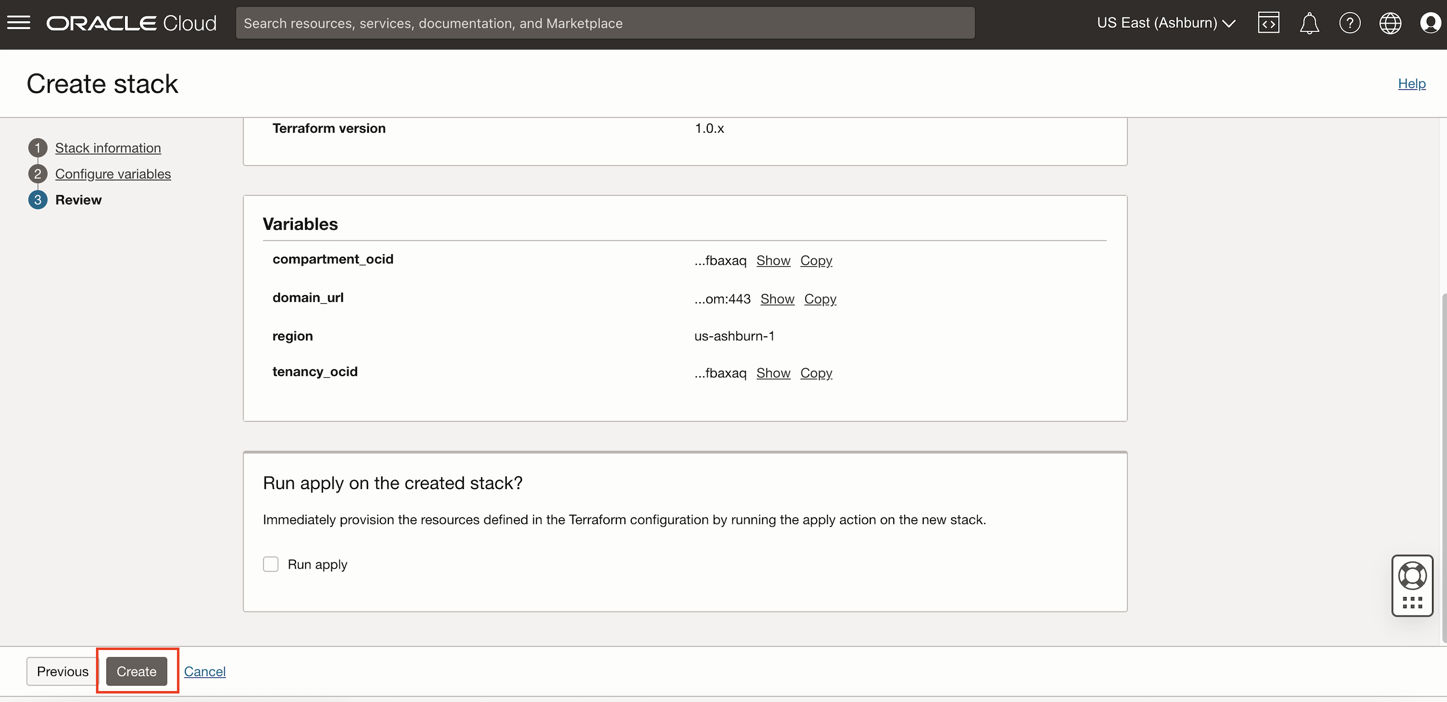 ORACLE Cloud
Search resources, services, documentation, and Marketplace
US East (Ashburn)
Create stack
Help
1 Stack information
2 Configure variables
3 Review
Terraform version 1.0.x
Variables
compartment_ocid ...fbaxaq Show Copy
domain_url ...om:443 Show Copy
region us-ashburn-1
tenancy_ocid ...fbaxaq Show Copy
Run apply on the created stack?
Immediately provision the resources defined in the Terraform configuration by running the apply action on the new stack.
Run apply
Previous Create Cancel